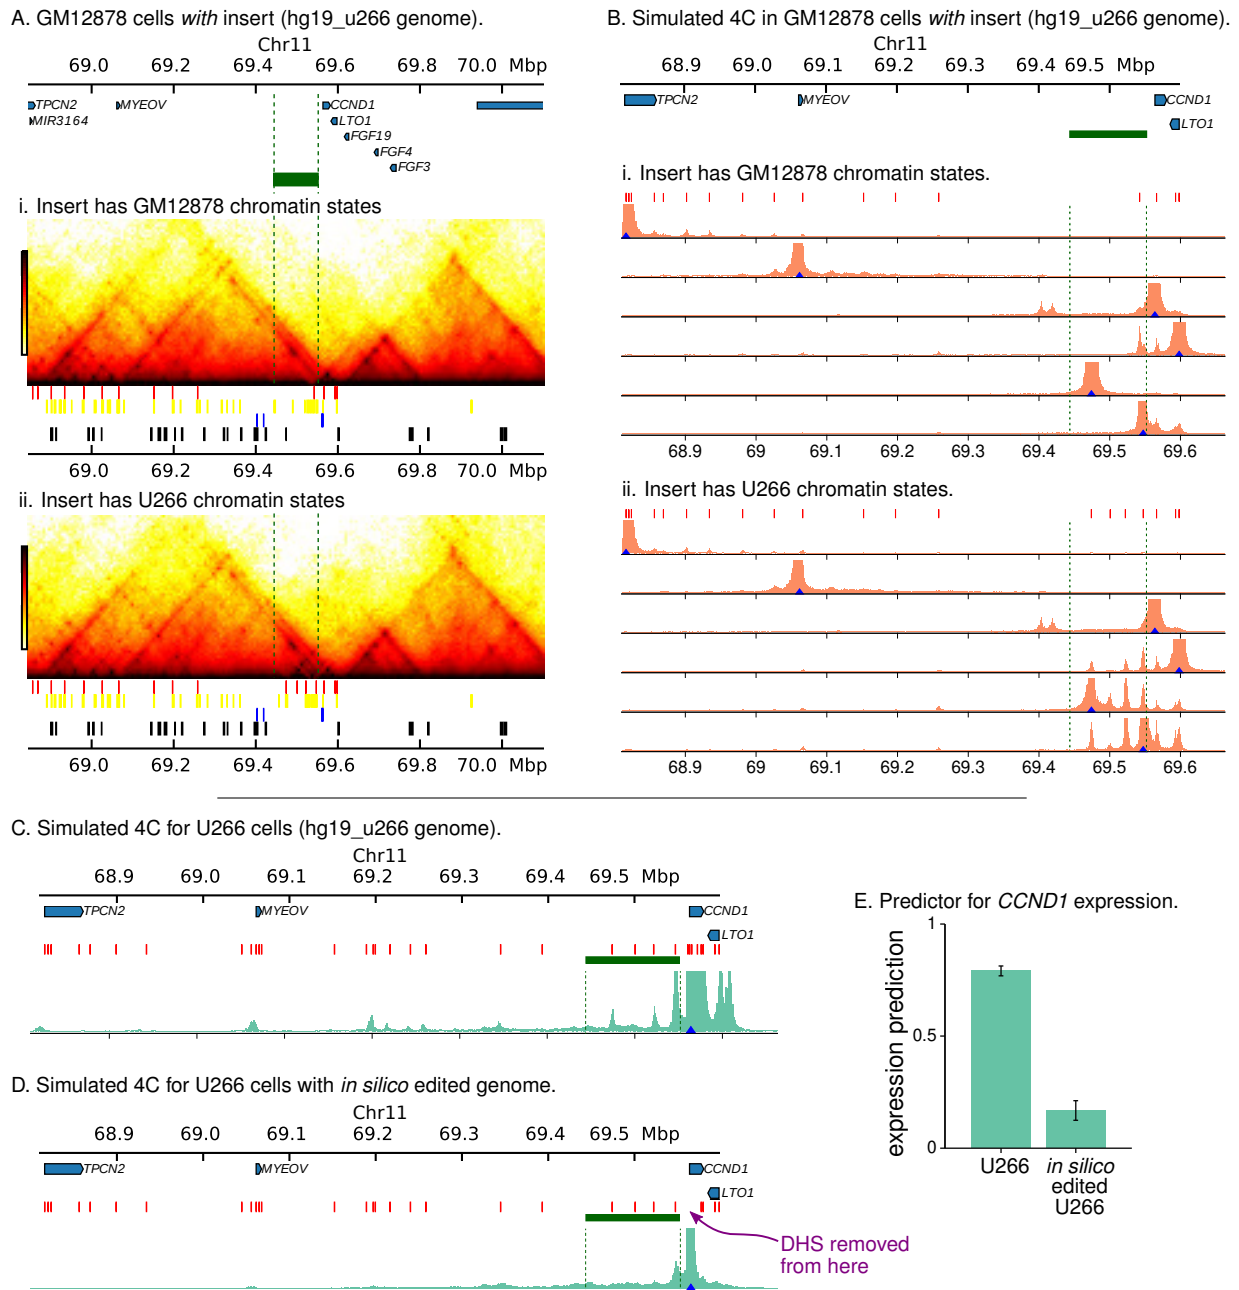 A. GM12878 cells with insert (hg19_u266 genome).
Chr11
69.0 69.2 69.4 69.6 69.8 70.0 Mbp
TPCN2 MYEOV CCND1
MIR3164 LTO1
FGF19
FGF4
FGF3
i. Insert has GM12878 chromatin states
69.0 69.2 69.4 69.6 69.8 70.0 Mbp
ii. Insert has U266 chromatin states
69.0 69.2 69.4 69.6 69.8 70.0 Mbp
B. Simulated 4C in GM12878 cells with insert (hg19_u266 genome).
Chr11
68.9 69.0 69.1 69.2 69.3 69.4 69.5 Mbp
TPCN2 MYEOV CCND1
LTO1
i. Insert has GM12878 chromatin states.
68.9 69 69.1 69.2 69.3 69.4 69.5 69.6
ii. Insert has U266 chromatin states.
68.9 69 69.1 69.2 69.3 69.4 69.5 69.6
C. Simulated 4C for U266 cells (hg19_u266 genome).
Chr11
68.9 69.0 69.1 69.2 69.3 69.4 69.5 Mbp
TPCN2 MYEOV CCND1
LTO1
D. Simulated 4C for U266 cells with in silico edited genome.
Chr11
68.9 69.0 69.1 69.2 69.3 69.4 69.5 Mbp
TPCN2 MYEOV CCND1
LTO1
DHS removed
from here
E. Predictor for CCND1 expression.
expression prediction
1
0.5
0
U266 in silico
edited
U266